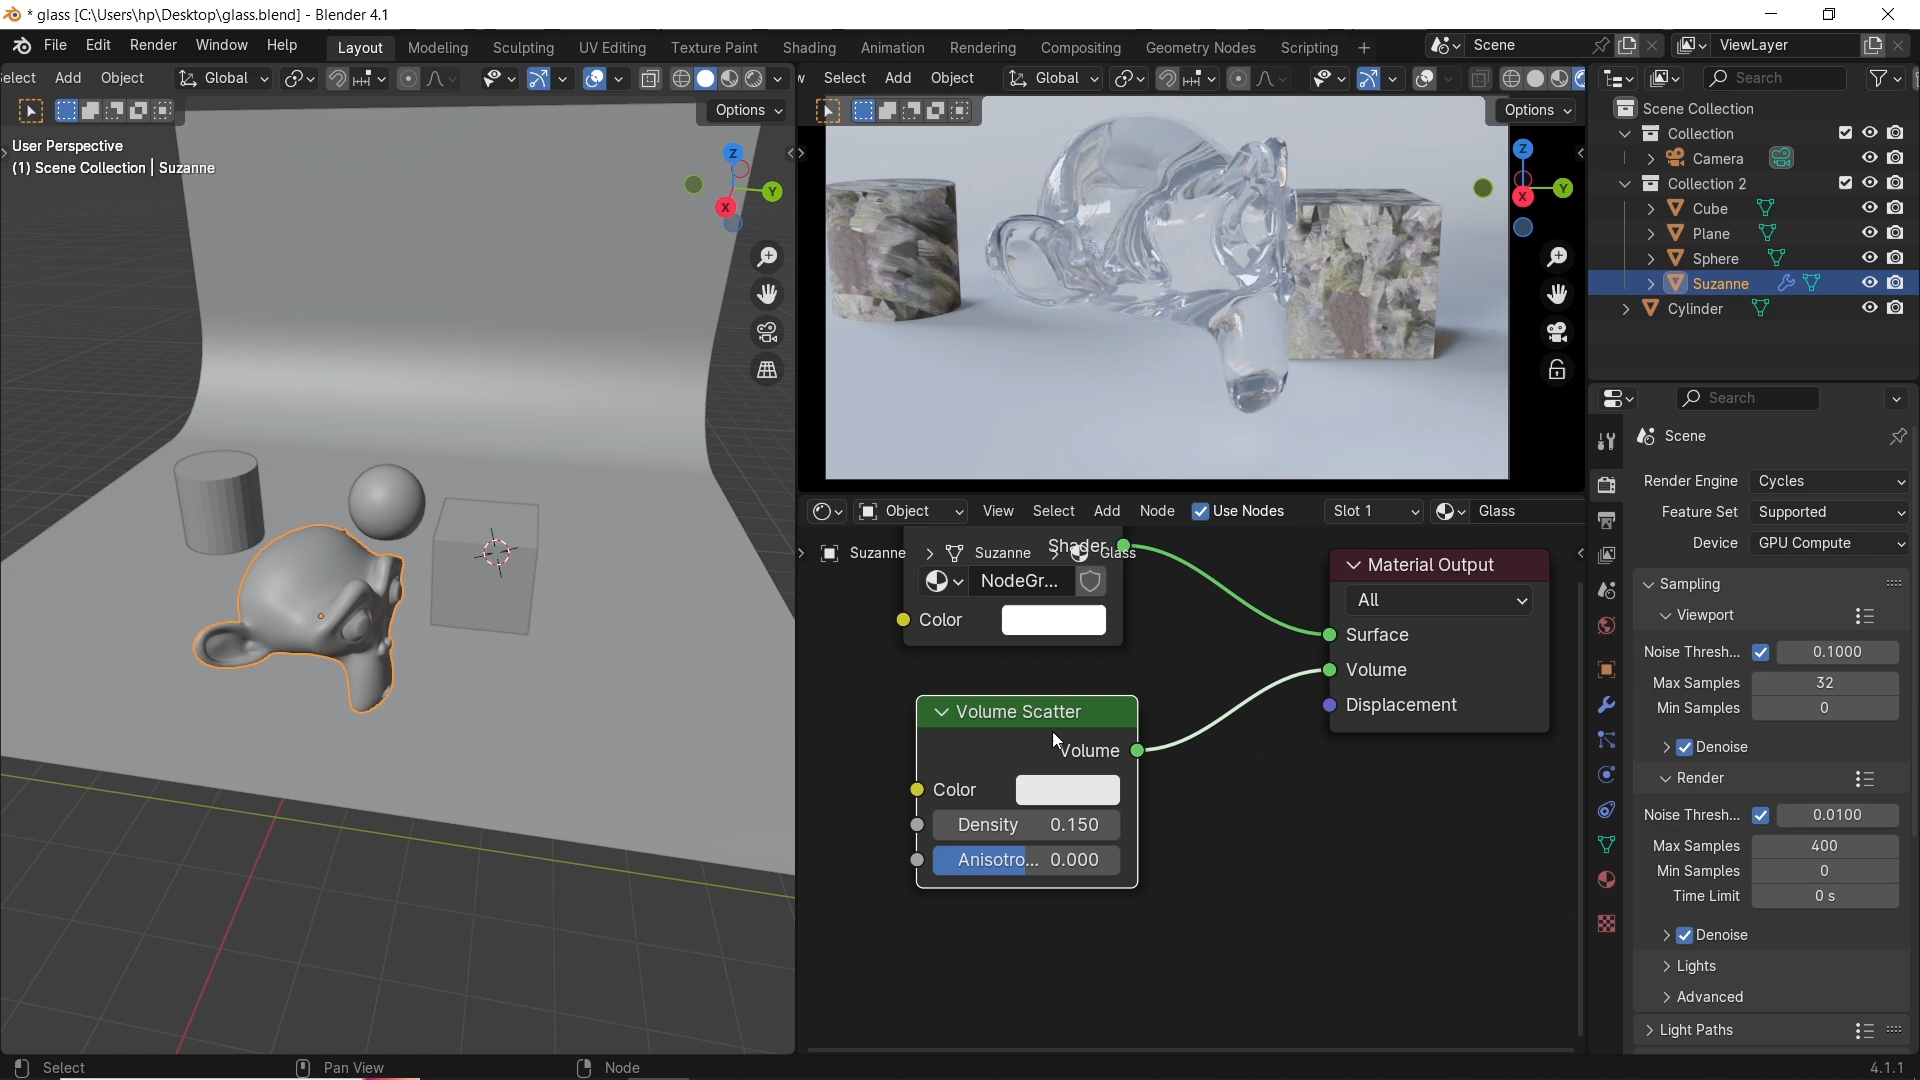 * glass [C:\Users\hp\Desktop\glass.blend] - Blender 4.1
File Edit Render Window Help Layout Modeling Sculpting UV Editing Texture Paint Shading Animation Rendering Compositing Geometry Nodes Scripting Scene ViewLayer
elect Add Object Global
Select Add Object Global
Search
Options
Options
User Perspective
(1) Scene Collection | Suzanne
Z
Y
X
Z
Y
X
Scene Collection
Collection
Camera
Collection 2
Cube
Plane
Sphere
Suzanne
Cylinder
Object View Select Add Node Use Nodes Slot 1 Glass
Suzanne > Suzanne > Glass
Shader
NodeGr...
Color
Material Output
All
Surface
Volume
Displacement
Volume Scatter
Volume
Color
Density 0.150
Anisotro... 0.000
Search
Scene
Render Engine Cycles
Feature Set Supported
Device GPU Compute
Sampling
Viewport
Noise Thresh... 0.1000
Max Samples 32
Min Samples 0
Denoise
Render
Noise Thresh... 0.0100
Max Samples 400
Min Samples 0
Time Limit 0 s
Denoise
Lights
Advanced
Light Paths
Select Pan View Node 4.1.1